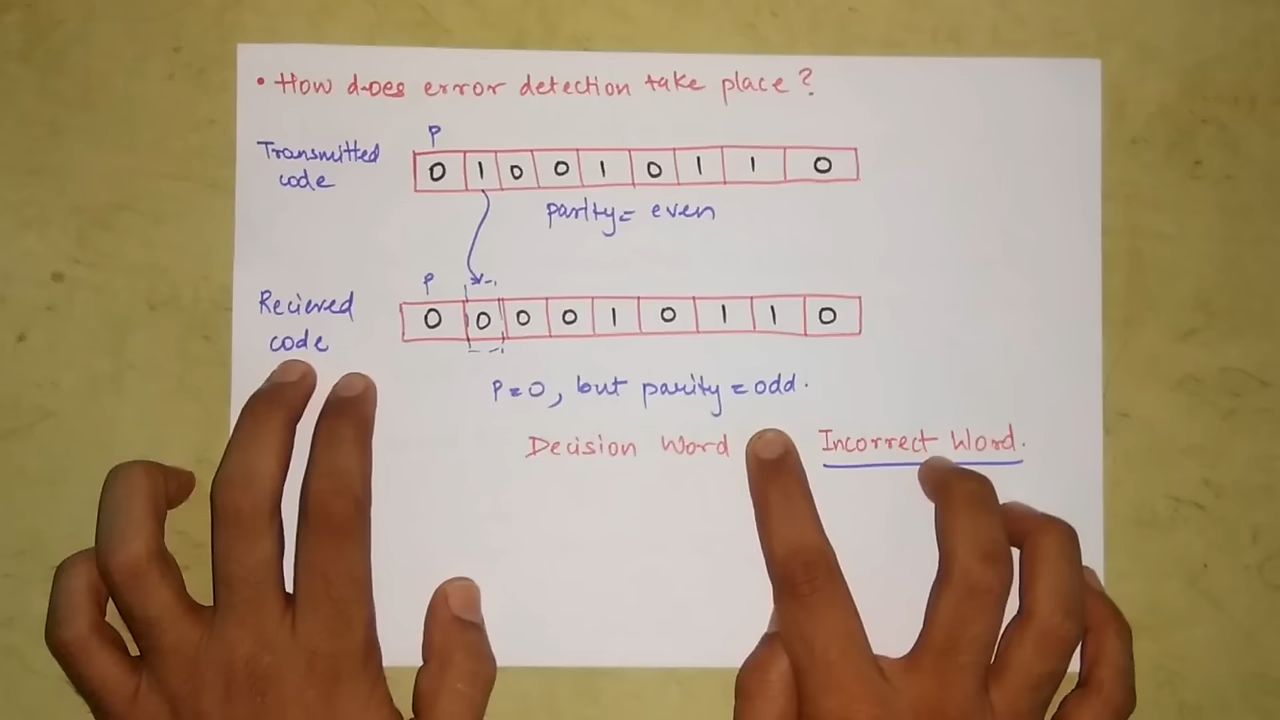 • How does error detection take place?
P
Transmitted code
0 1 0 0 1 0 1 1 0
parity = even
P
Recieved code
0 0 0 0 1 0 1 1 0
P = 0, but parity = odd.
Decision Word Incorrect Word.